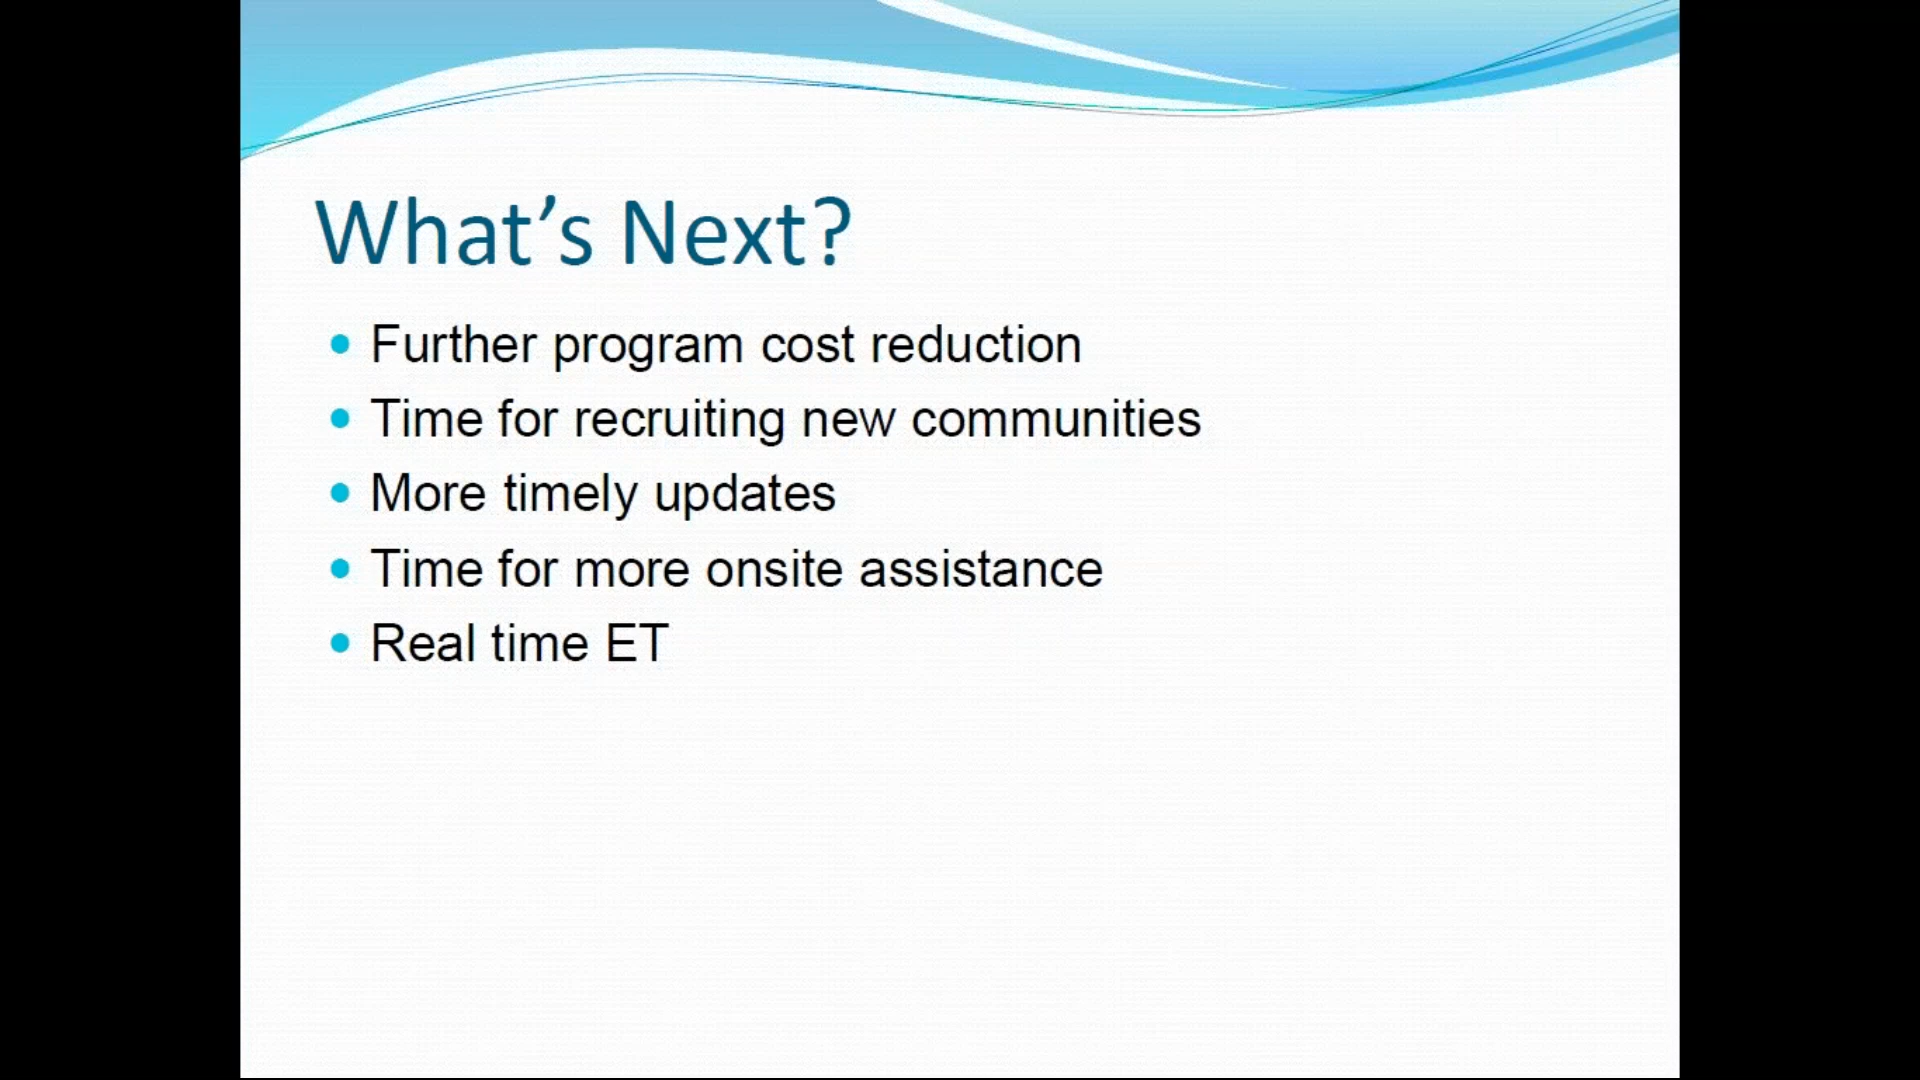 What’s Next?
Further program cost reduction
Time for recruiting new communities
More timely updates
Time for more onsite assistance
Real time ET